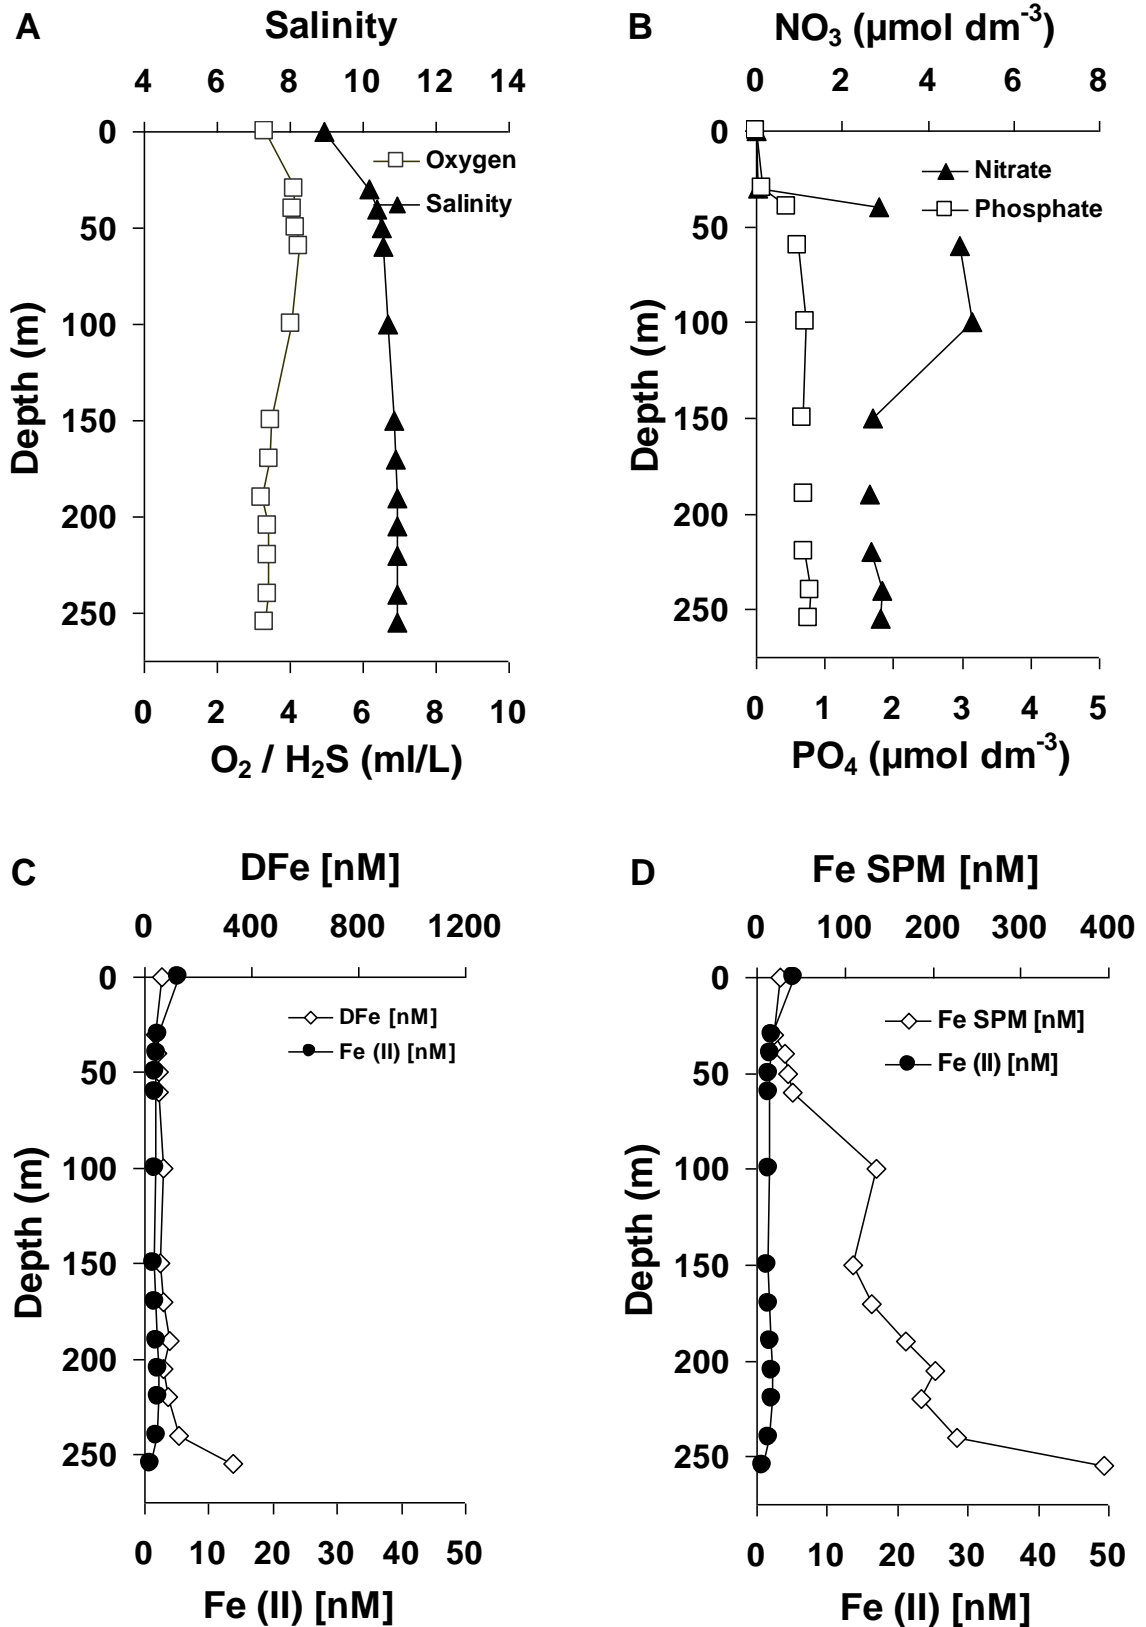 A
Salinity
4 6 8 10 12 14
0
50
100
150
200
250
Depth (m)
Oxygen
Salinity
0 2 4 6 8 10
O₂ / H₂S (ml/L)
B
NO₃ (µmol dm⁻³)
0 2 4 6 8
0
50
100
150
200
250
Depth (m)
Nitrate
Phosphate
0 1 2 3 4 5
PO₄ (µmol dm⁻³)
C
DFe [nM]
0 400 800 1200
0
50
100
150
200
250
Depth (m)
DFe [nM]
Fe (II) [nM]
0 10 20 30 40 50
Fe (II) [nM]
D
Fe SPM [nM]
0 100 200 300 400
0
50
100
150
200
250
Depth (m)
Fe SPM [nM]
Fe (II) [nM]
0 10 20 30 40 50
Fe (II) [nM]